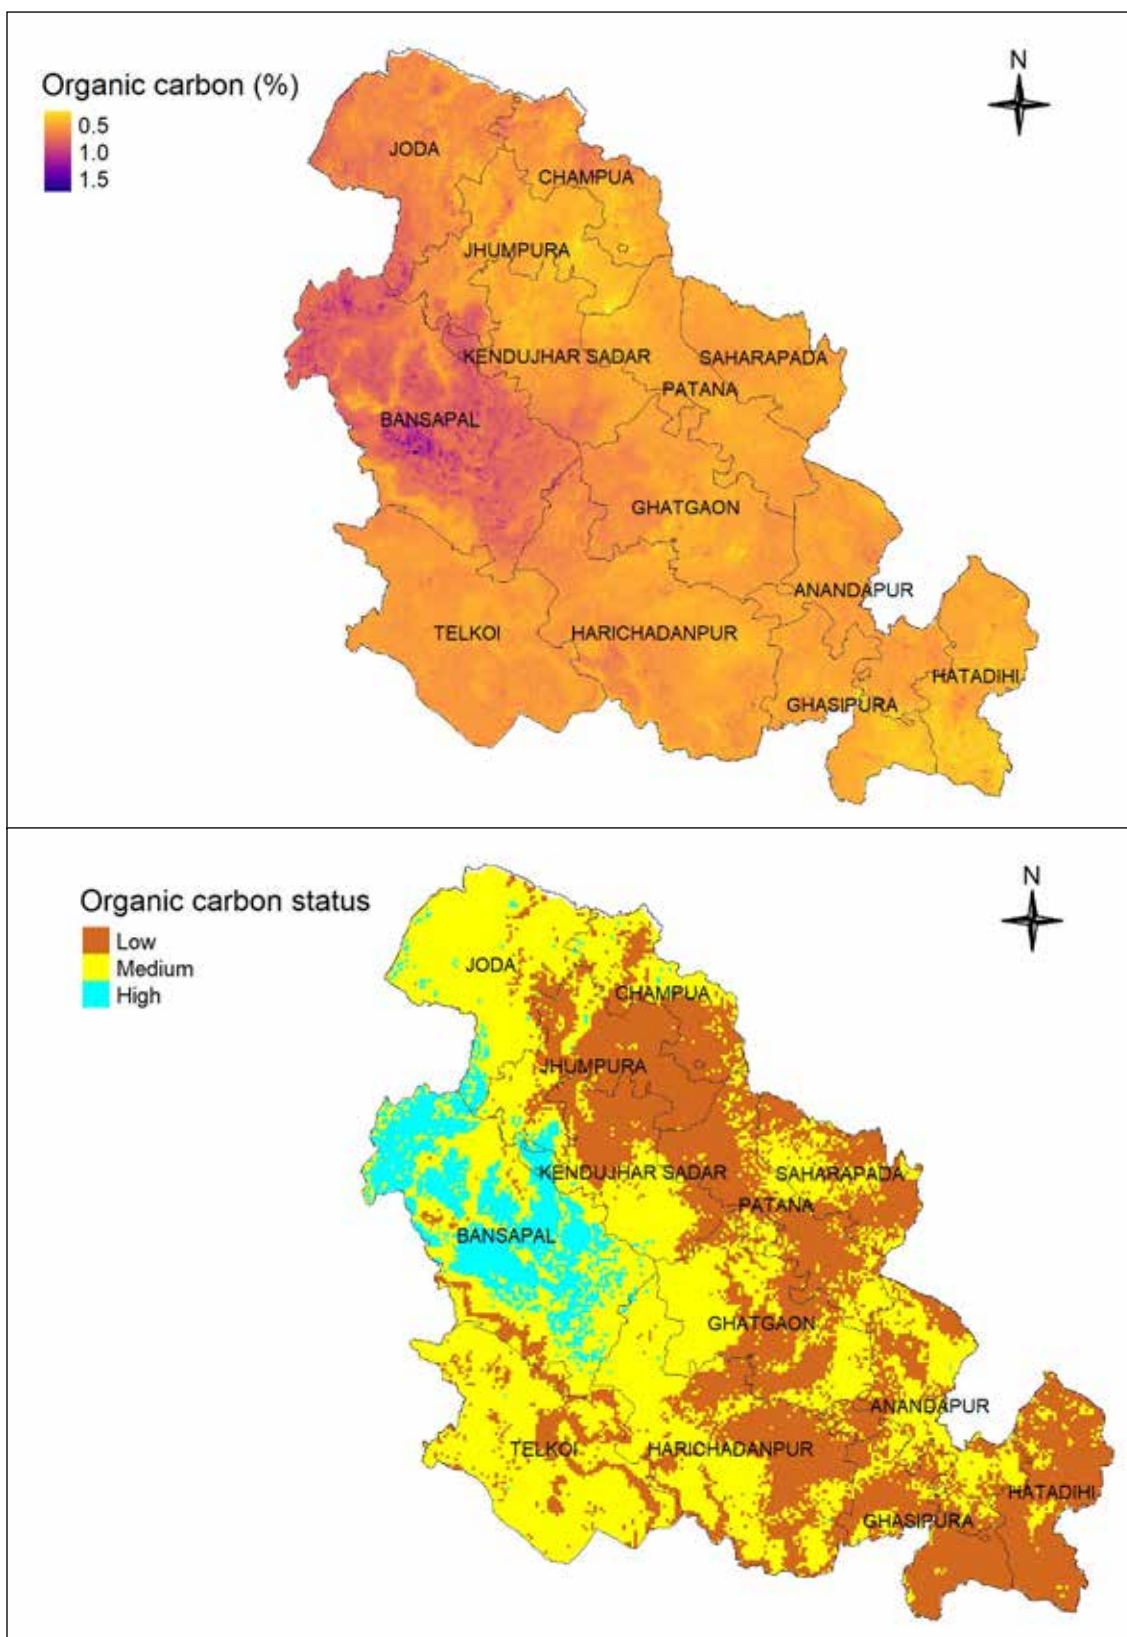 N
Organic carbon (%)
0.5
1.0
1.5
JODA
CHAMPUA
JHUMPURA
KENDUJHAR SADAR
SAHARAPADA
PATANA
BANSAPAL
GHATGAON
ANANDAPUR
TELKOI
HARICHADANPUR
HATADIHI
GHASIPURA
N
Organic carbon status
Low
Medium
High
JODA
CHAMPUA
JHUMPURA
KENDUJHAR SADAR
SAHARAPADA
PATANA
BANSAPAL
GHATGAON
ANANDAPUR
TELKOI
HARICHADANPUR
HATADIHI
GHASIPURA